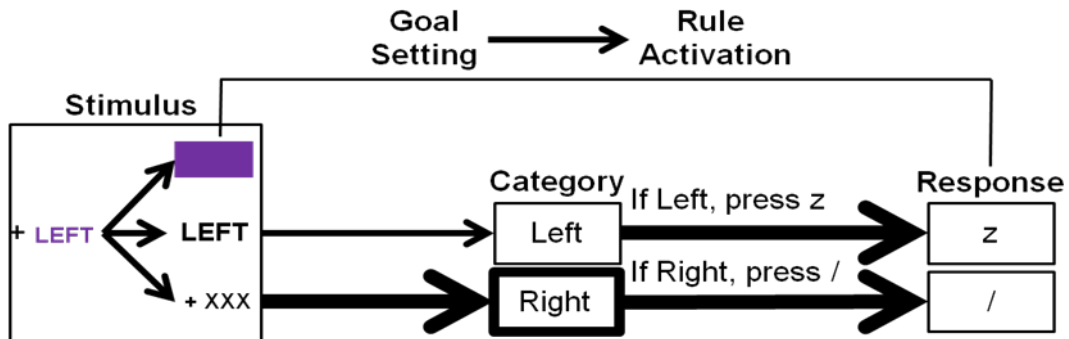 Goal
Setting
Rule
Activation
Stimulus
+ LEFT
LEFT
+ XXX
Category
Left
Right
If Left, press z
If Right, press /
Response
z
/